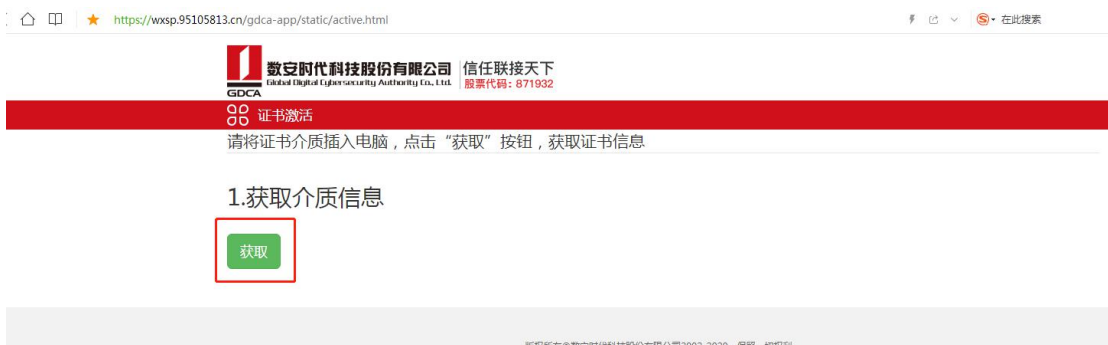 https://wxsp.95105813.cn/gdca-app/static/active.html
在此搜索
数安时代科技股份有限公司 信任联接天下
Global Digital Cybersecurity Authority Co., Ltd. 股票代码：871932
GDCA
证书激活
请将证书介质插入电脑，点击“获取”按钮，获取证书信息
1.获取介质信息
获取